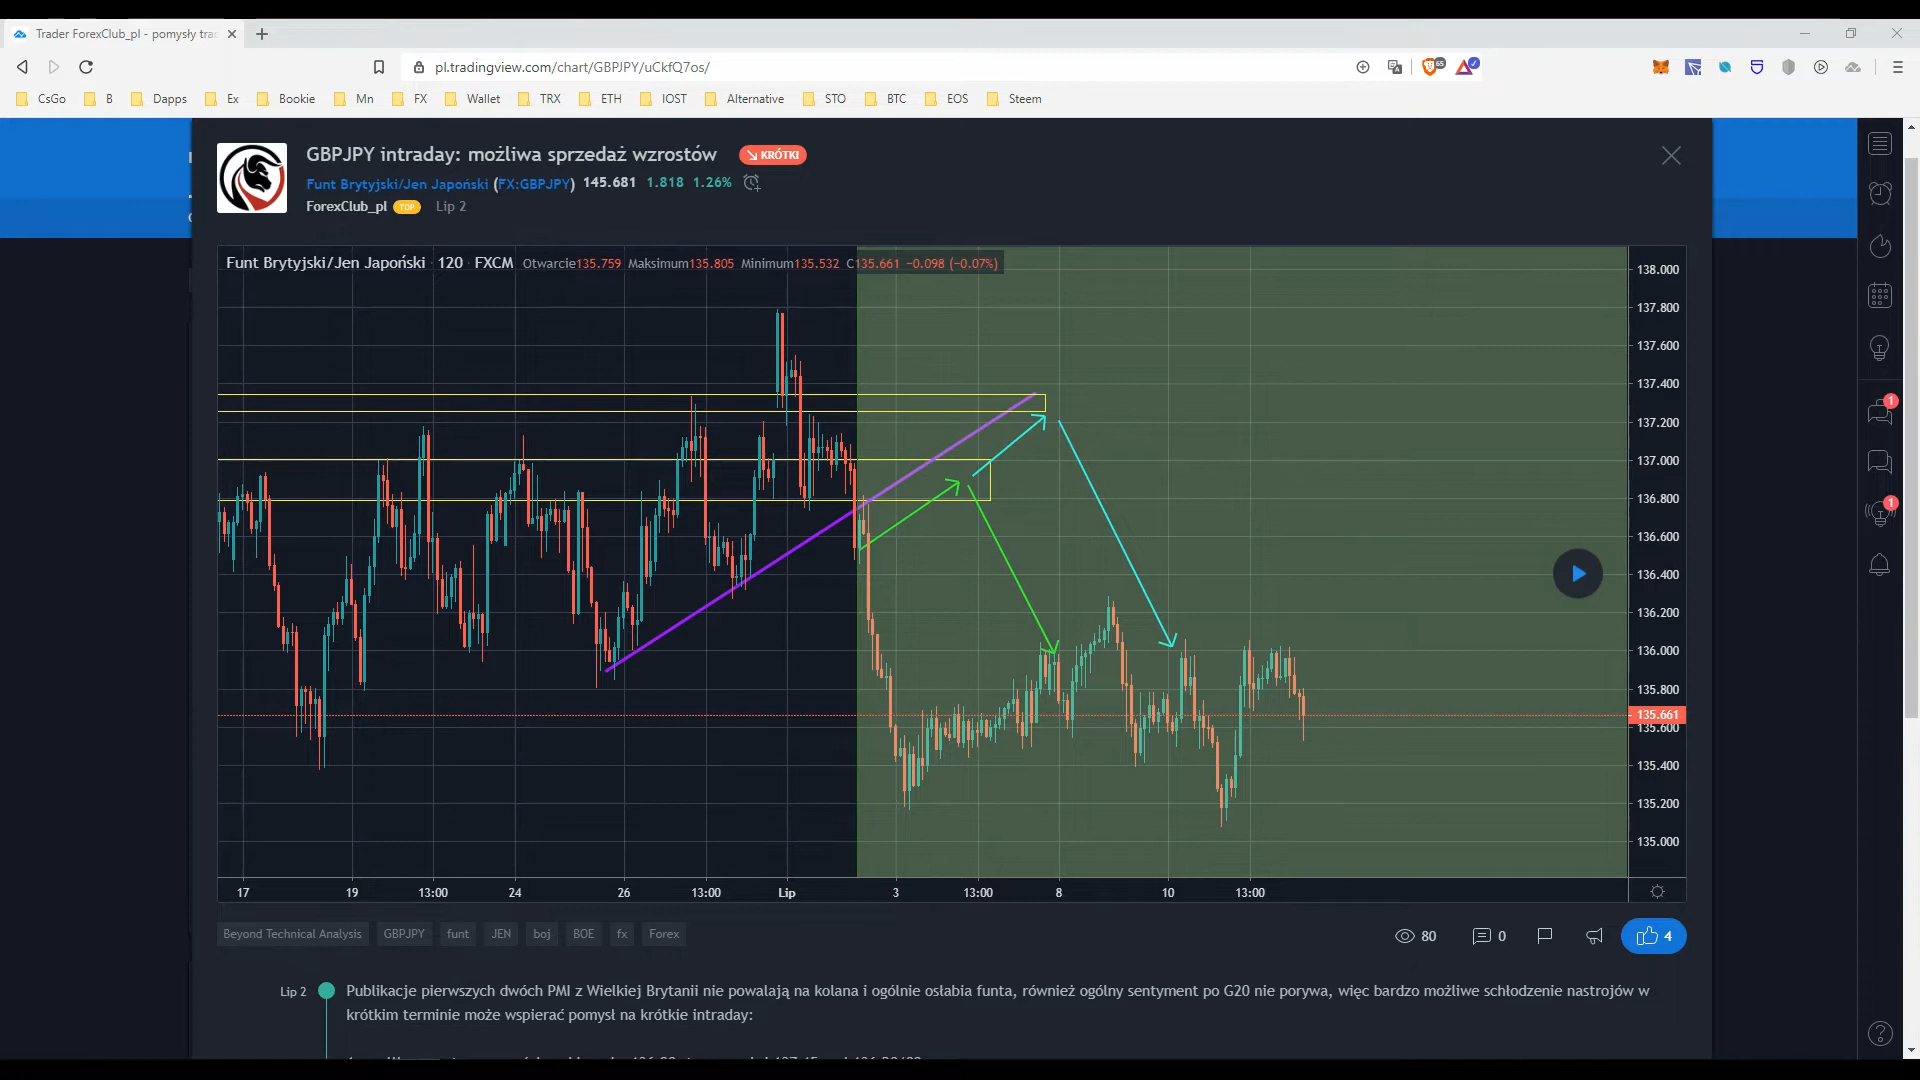 Trader ForexClub_pl - pomysły tra
pl.tradingview.com/chart/GBPJPY/uCkfQ7os/
65
CsGo B Dapps Ex Bookie Mn FX Wallet TRX ETH IOST Alternative STO BTC EOS Steem
GBPJPY intraday: możliwa sprzedaż wzrostów KRÓTKI
Funt Brytyjski/Jen Japoński (FX:GBPJPY) 145.681 1.818 1.26%
ForexClub_pl TOP Lip 2
Funt Brytyjski/Jen Japoński 120 FXCM Otwarcie135.759 Maksimum135.805 Minimum135.532 C135.661 −0.098 (−0.07%)
138.000
137.800
137.600
137.400
137.200
137.000
136.800
136.600
136.400
136.200
136.000
135.800
135.661
135.600
135.400
135.200
135.000
1
1
17 19 13:00 24 26 13:00 Lip 3 13:00 8 10 13:00
Beyond Technical Analysis GBPJPY funt JEN boj BOE fx Forex
80 0 4
Lip 2 Publikacje pierwszych dwóch PMI z Wielkiej Brytanii nie powalają na kolana i ogólnie osłabia funta, również ogólny sentyment po G20 nie porywa, więc bardzo możliwe schłodzenie nastrojów w
krótkim terminie może wspierać pomysł na krótkie intraday: